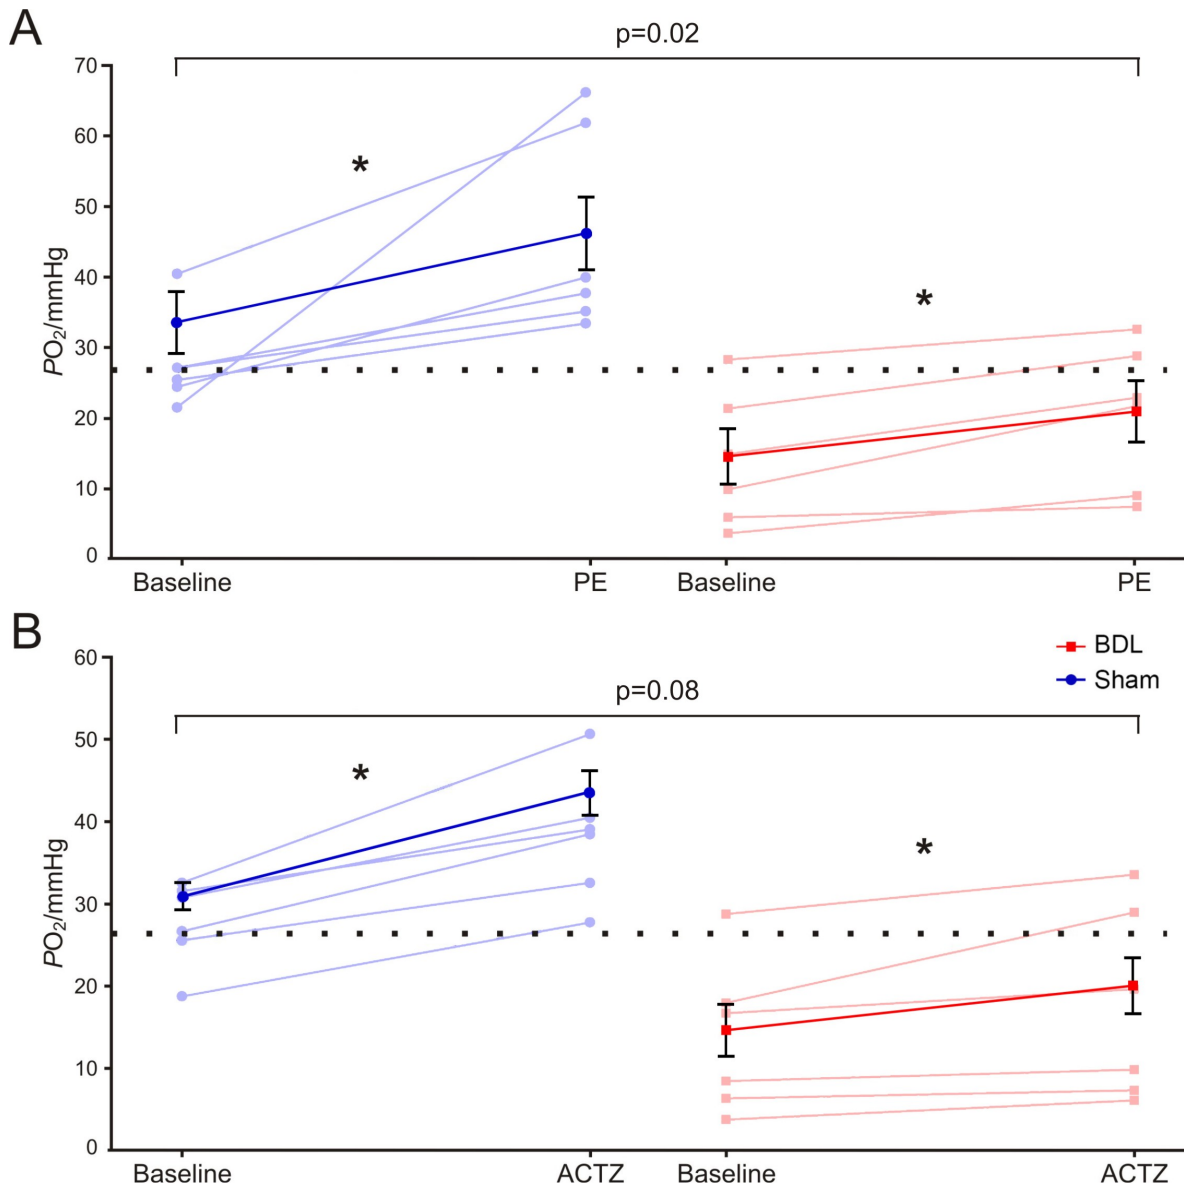 A
p=0.02
70
60
50
40
30
20
10
0
PO₂/mmHg
*
*
Baseline PE Baseline PE
B
BDL
Sham
p=0.08
60
50
40
30
20
10
0
PO₂/mmHg
*
*
Baseline ACTZ Baseline ACTZ